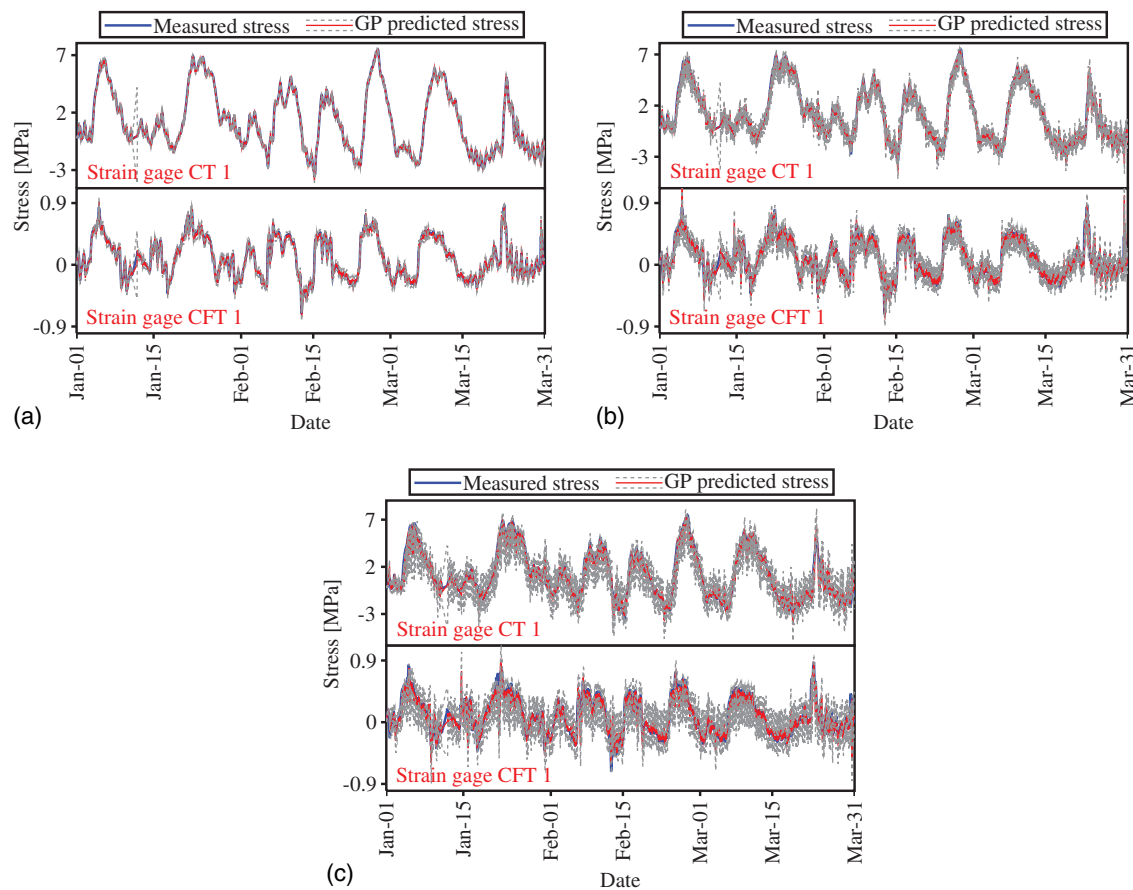 Measured stress GP predicted stress
7
2
-3
Strain gage CT 1
Stress [MPa]
0.9
0
-0.9
Strain gage CFT 1
Jan-01
Jan-15
Feb-01
Feb-15
Mar-01
Mar-15
Mar-31
Date
(a)
Measured stress GP predicted stress
7
2
-3
Strain gage CT 1
Stress [MPa]
0.9
0
-0.9
Strain gage CFT 1
Jan-01
Jan-15
Feb-01
Feb-15
Mar-01
Mar-15
Mar-31
Date
(b)
Measured stress GP predicted stress
7
2
-3
Strain gage CT 1
Stress [MPa]
0.9
0
-0.9
Strain gage CFT 1
Jan-01
Jan-15
Feb-01
Feb-15
Mar-01
Mar-15
Mar-31
Date
(c)